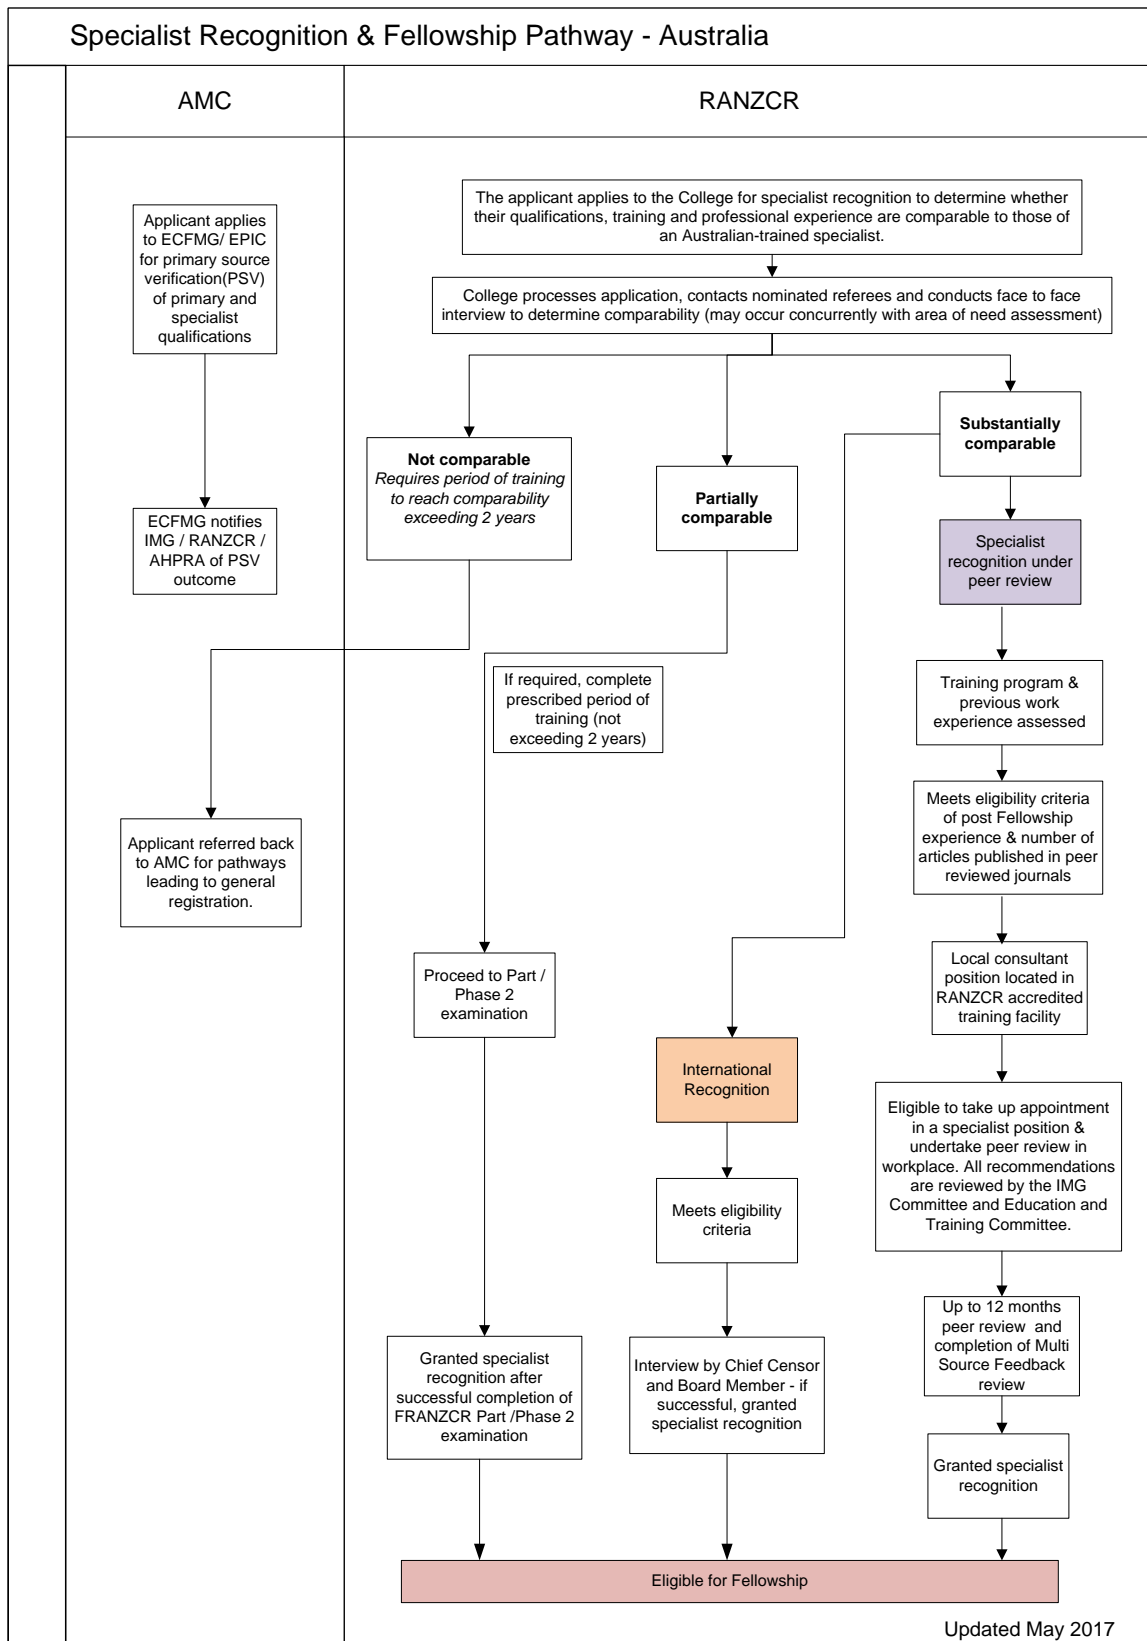 Specialist Recognition & Fellowship Pathway - Australia
AMC
RANZCR
Applicant applies
to ECFMG/ EPIC
for primary source
verification(PSV)
of primary and
specialist
qualifications
ECFMG notifies
IMG / RANZCR /
AHPRA of PSV
outcome
Applicant referred back
to AMC for pathways
leading to general
registration.
The applicant applies to the College for specialist recognition to determine whether
their qualifications, training and professional experience are comparable to those of
an Australian-trained specialist.
College processes application, contacts nominated referees and conducts face to face
interview to determine comparability (may occur concurrently with area of need assessment)
Not comparable
Requires period of training
to reach comparability
exceeding 2 years
Partially
comparable
Substantially
comparable
If required, complete
prescribed period of
training (not
exceeding 2 years)
Proceed to Part /
Phase 2
examination
Granted specialist
recognition after
successful completion of
FRANZCR Part /Phase 2
examination
International
Recognition
Meets eligibility
criteria
Interview by Chief Censor
and Board Member - if
successful, granted
specialist recognition
Specialist
recognition under
peer review
Training program &
previous work
experience assessed
Meets eligibility criteria
of post Fellowship
experience & number of
articles published in peer
reviewed journals
Local consultant
position located in
RANZCR accredited
training facility
Eligible to take up appointment
in a specialist position &
undertake peer review in
workplace. All recommendations
are reviewed by the IMG
Committee and Education and
Training Committee.
Up to 12 months
peer review  and
completion of Multi
Source Feedback
review
Granted specialist
recognition
Eligible for Fellowship
Updated May 2017